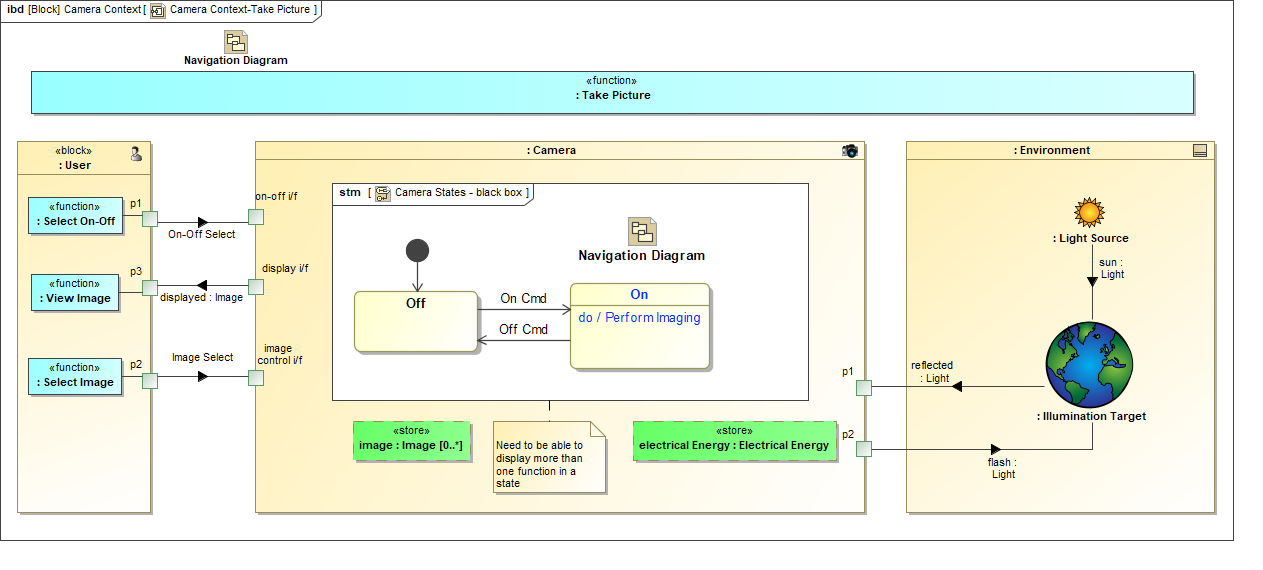 ibd [Block] Camera Context[ Camera Context-Take Picture ]
Navigation Diagram
«function»
: Take Picture
«block»
: User
«function»
: Select On-Off
p1
On-Off Select
on-off i/f
«function»
: View Image
p3
displayed : Image
display i/f
«function»
: Select Image
p2
Image Select
image
control i/f
: Camera
stm [ Camera States - black box ]
Navigation Diagram
Off
On Cmd
Off Cmd
On
do / Perform Imaging
«store»
image : Image [0..*]
Need to be able to
display more than
one function in a
state
«store»
electrical Energy : Electrical Energy
p1
p2
reflected
: Light
flash :
Light
: Environment
: Light Source
sun :
Light
: Illumination Target